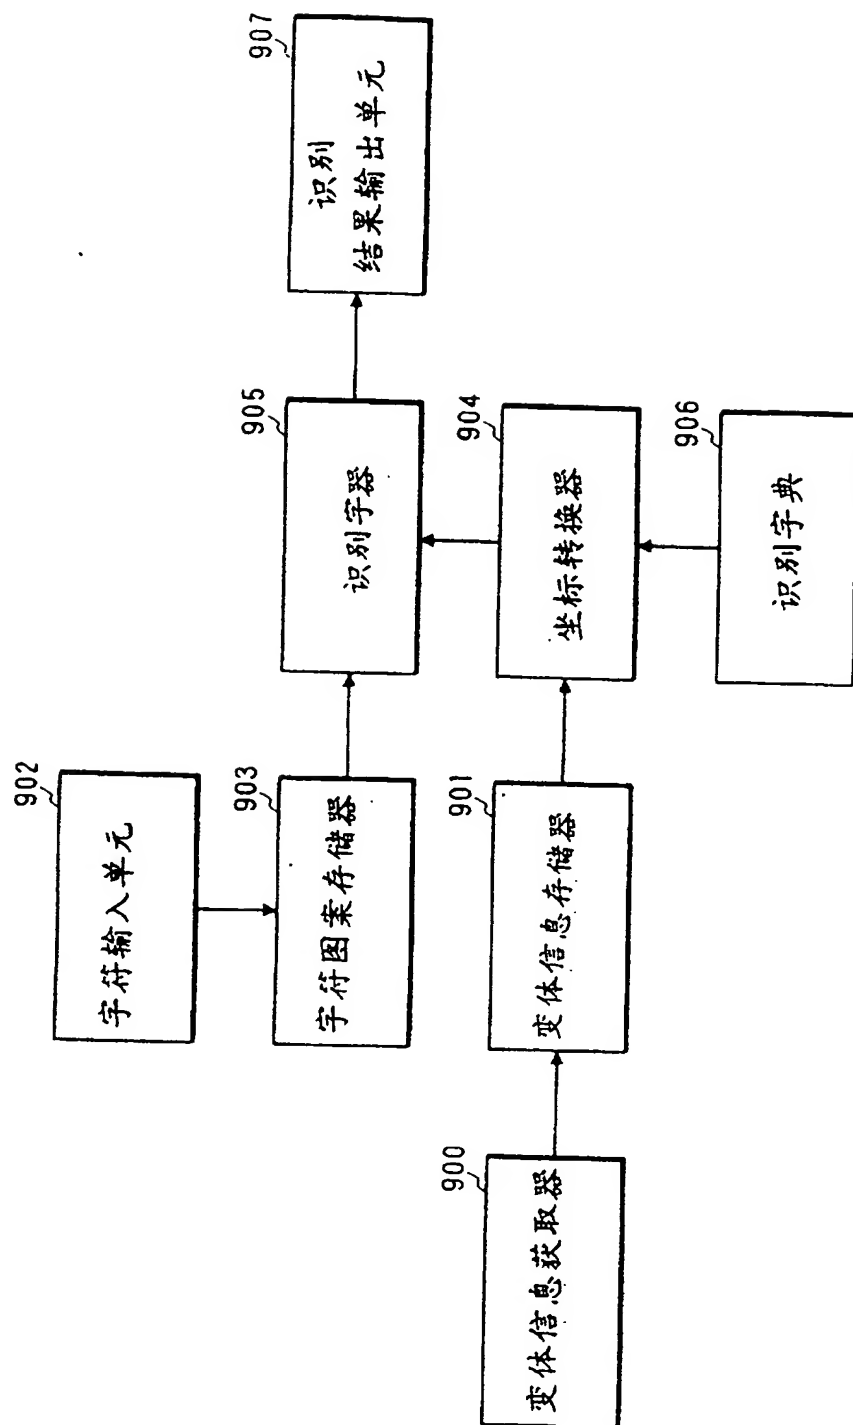 902
字符输入单元
903
字符图案存储器
905
识别字器
907
识别
结果输出单元
900
变体信息获取器
901
变体信息存储器
904
坐标转换器
906
识别字典